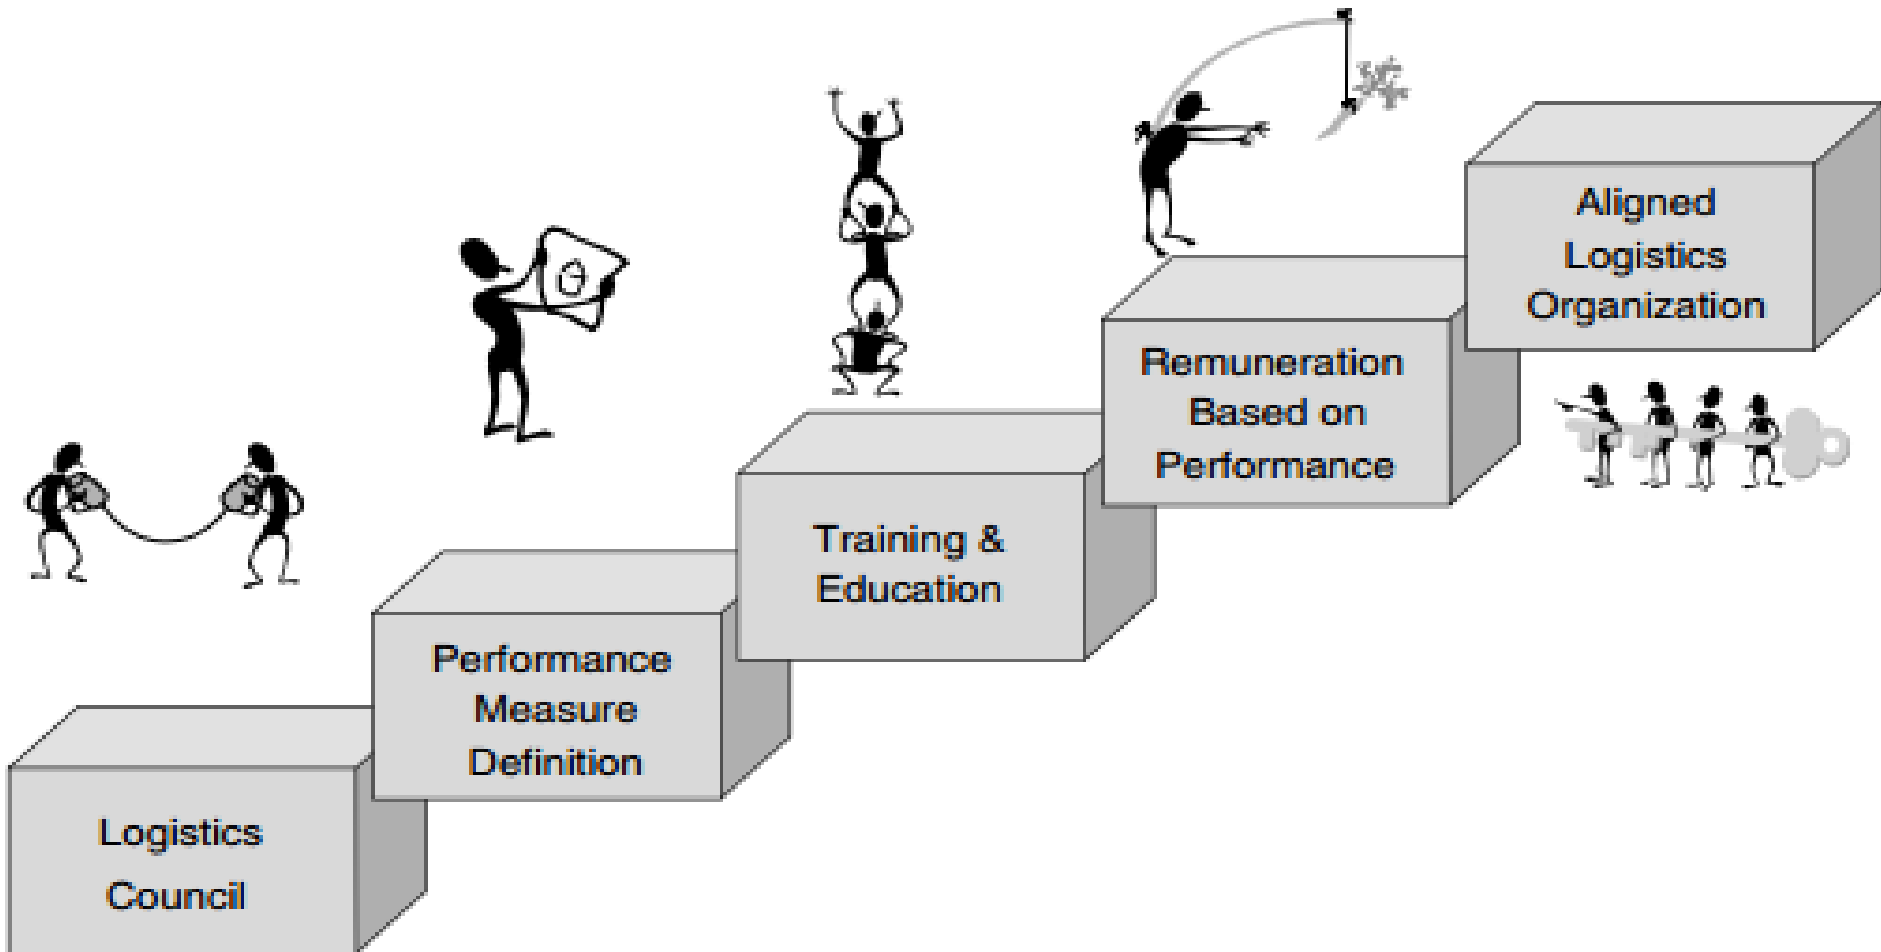 Logistics
Council
Performance
Measure
Definition
Training &
Education
Remuneration
Based on
Performance
Aligned
Logistics
Organization